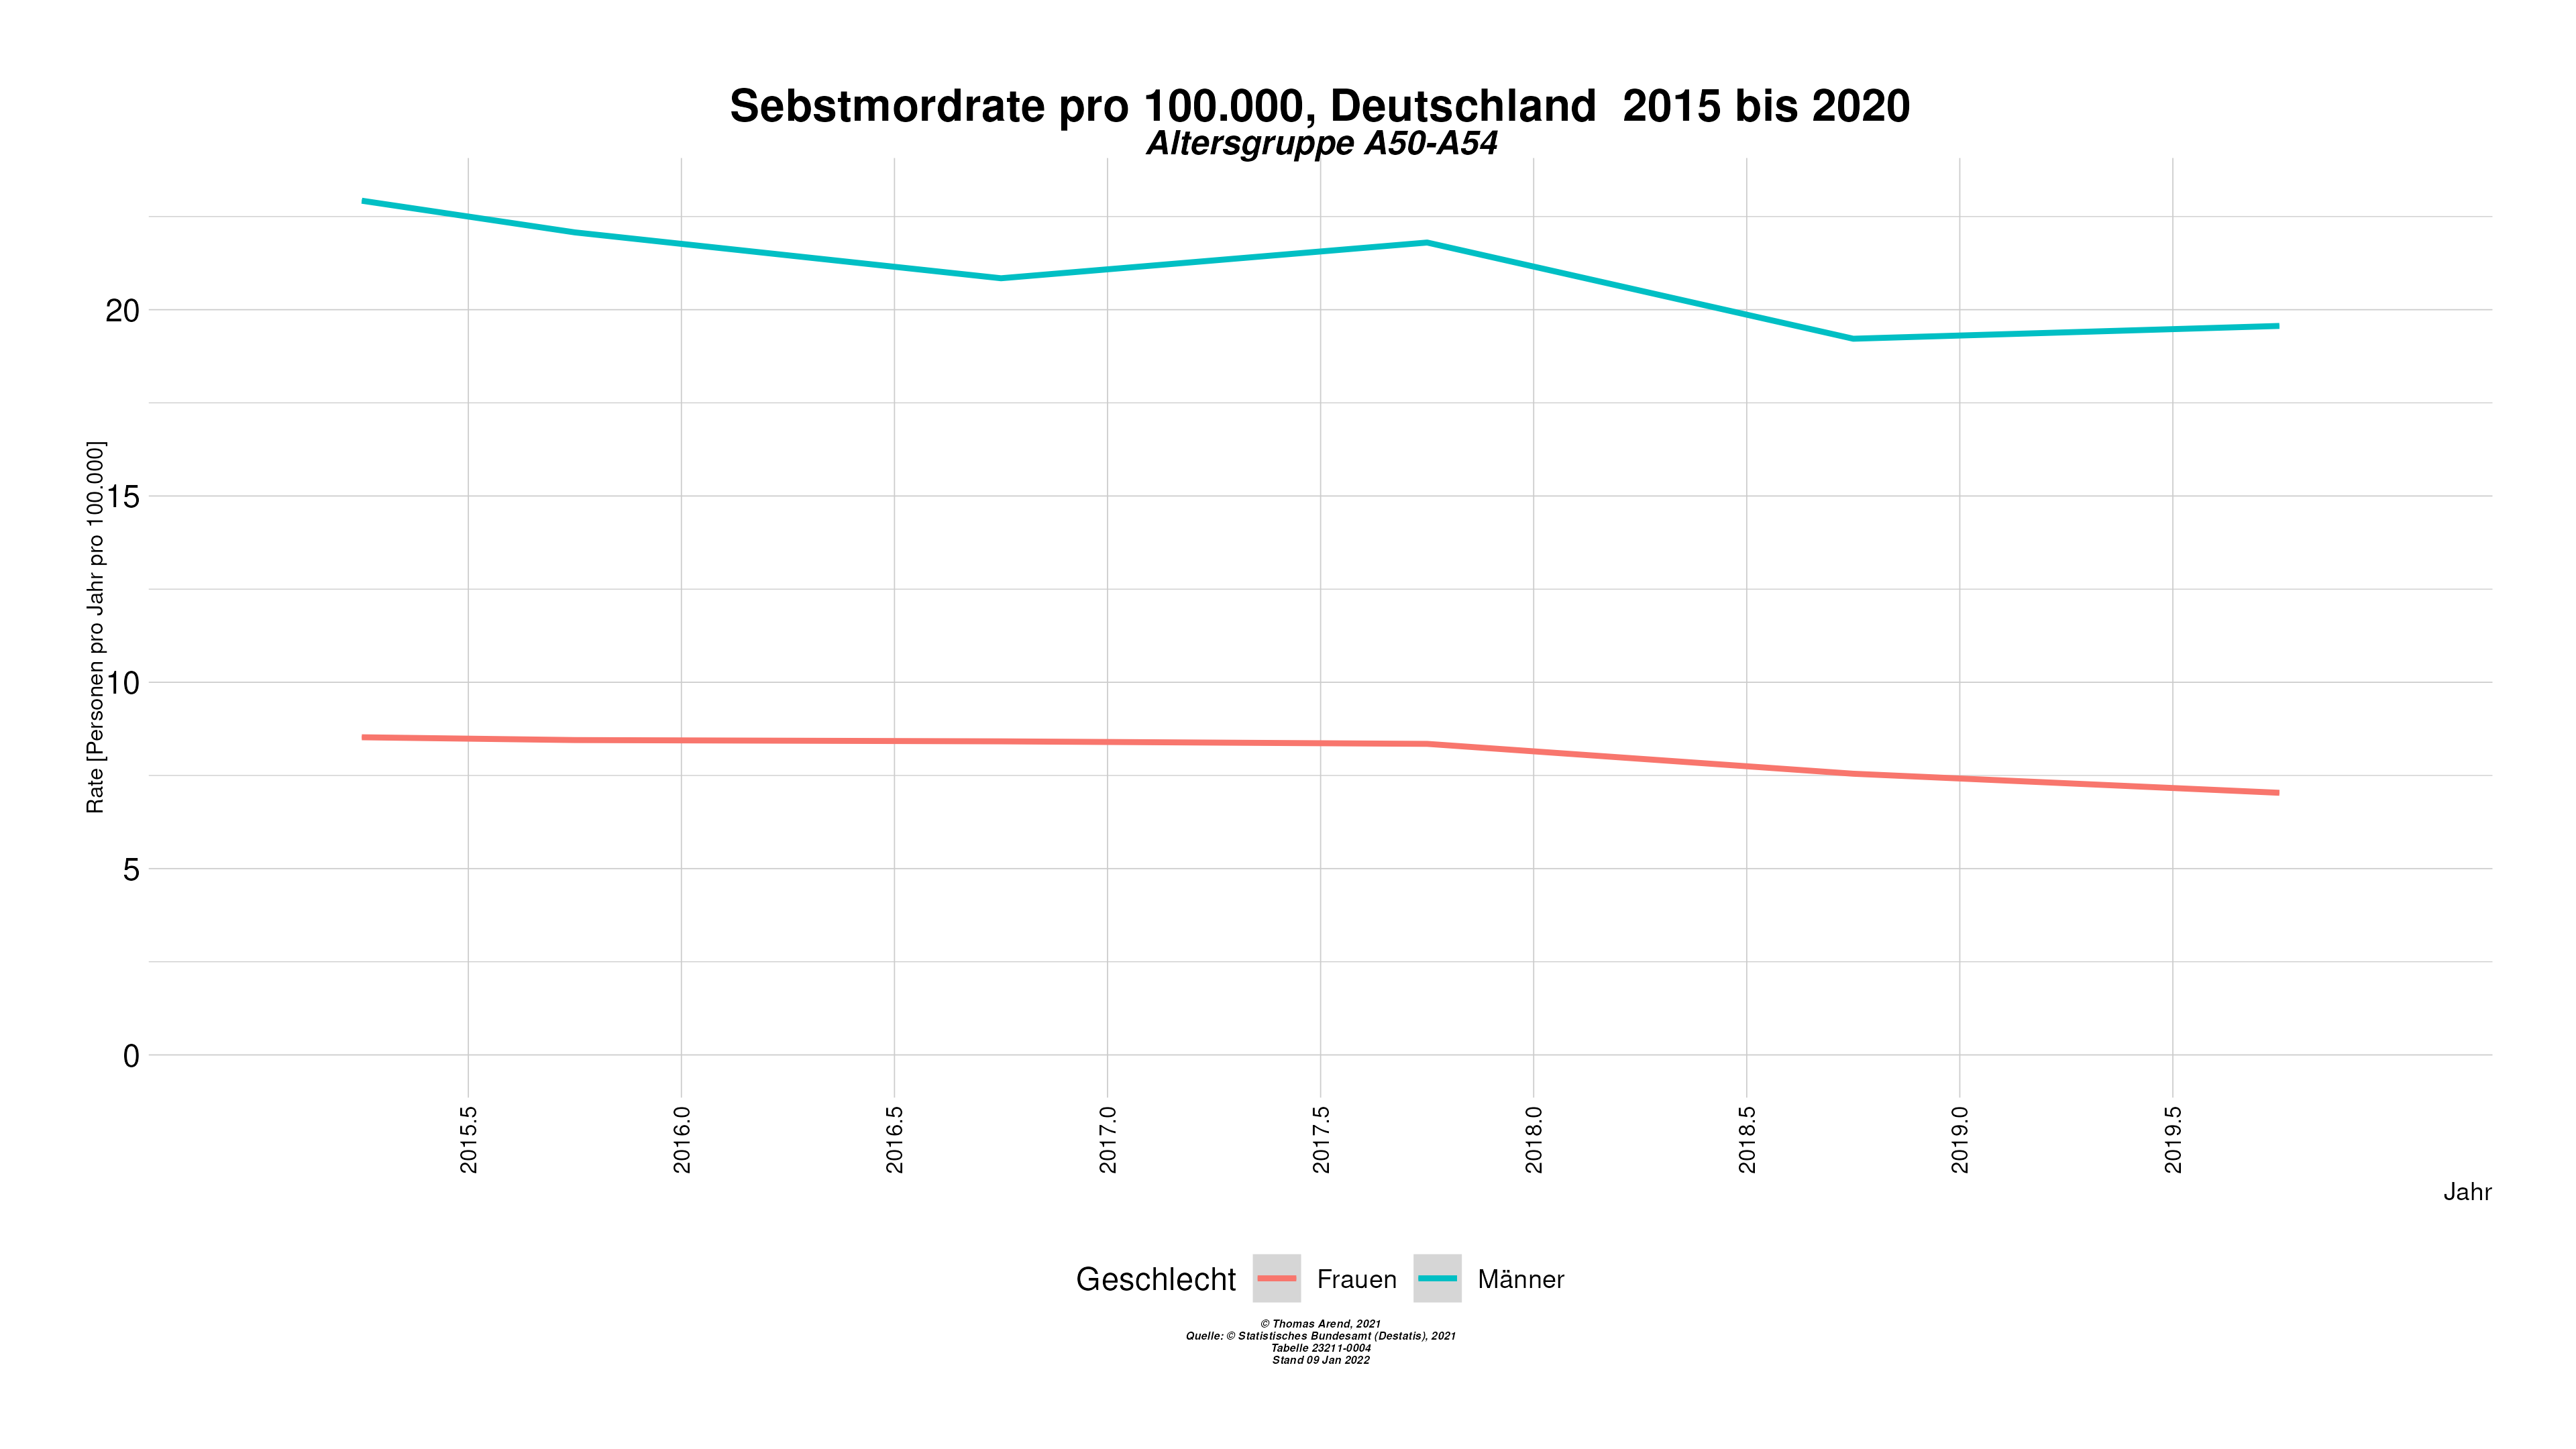 Sebstmordrate pro 100.000, Deutschland  2015 bis 2020
Altersgruppe A50-A54
Rate [Personen pro Jahr pro 100.000]
20
15
10
5
0
2015.5
2016.0
2016.5
2017.0
2017.5
2018.0
2018.5
2019.0
2019.5
Jahr
Geschlecht Frauen Männer
© Thomas Arend, 2021
Quelle: © Statistisches Bundesamt (Destatis), 2021
Tabelle 23211-0004
Stand 09 Jan 2022